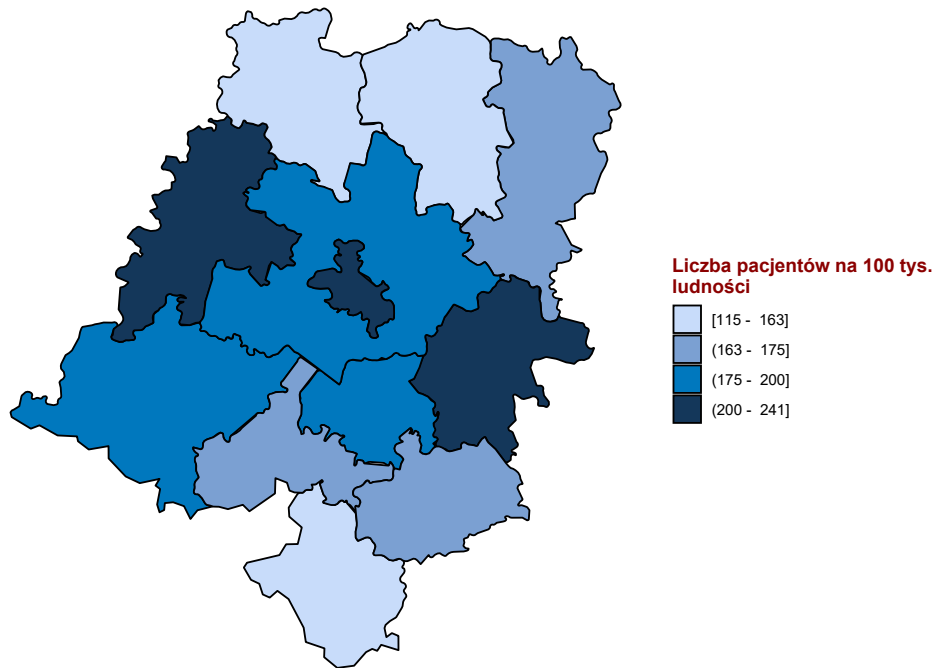 Liczba pacjentów na 100 tys.
ludności
[115 - 163]
(163 - 175]
(175 - 200]
(200 - 241]